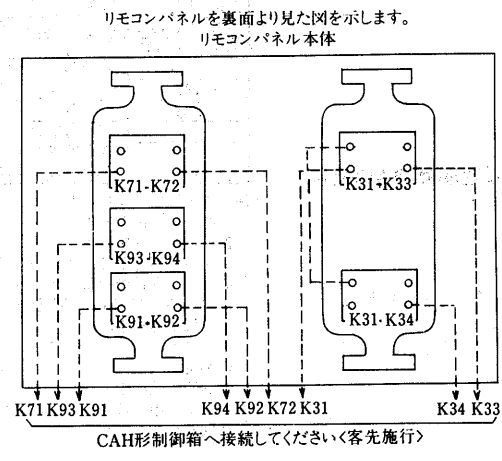 リモコンパネルを裏面より見た図を示します。
リモコンパネル本体
K71-K72
K31-K33
K93-K94
K91-K92
K31-K34
K71 K93 K91 K94 K92 K72 K31 K34 K33
CAH形制御箱へ接続してください〈客先施行〉